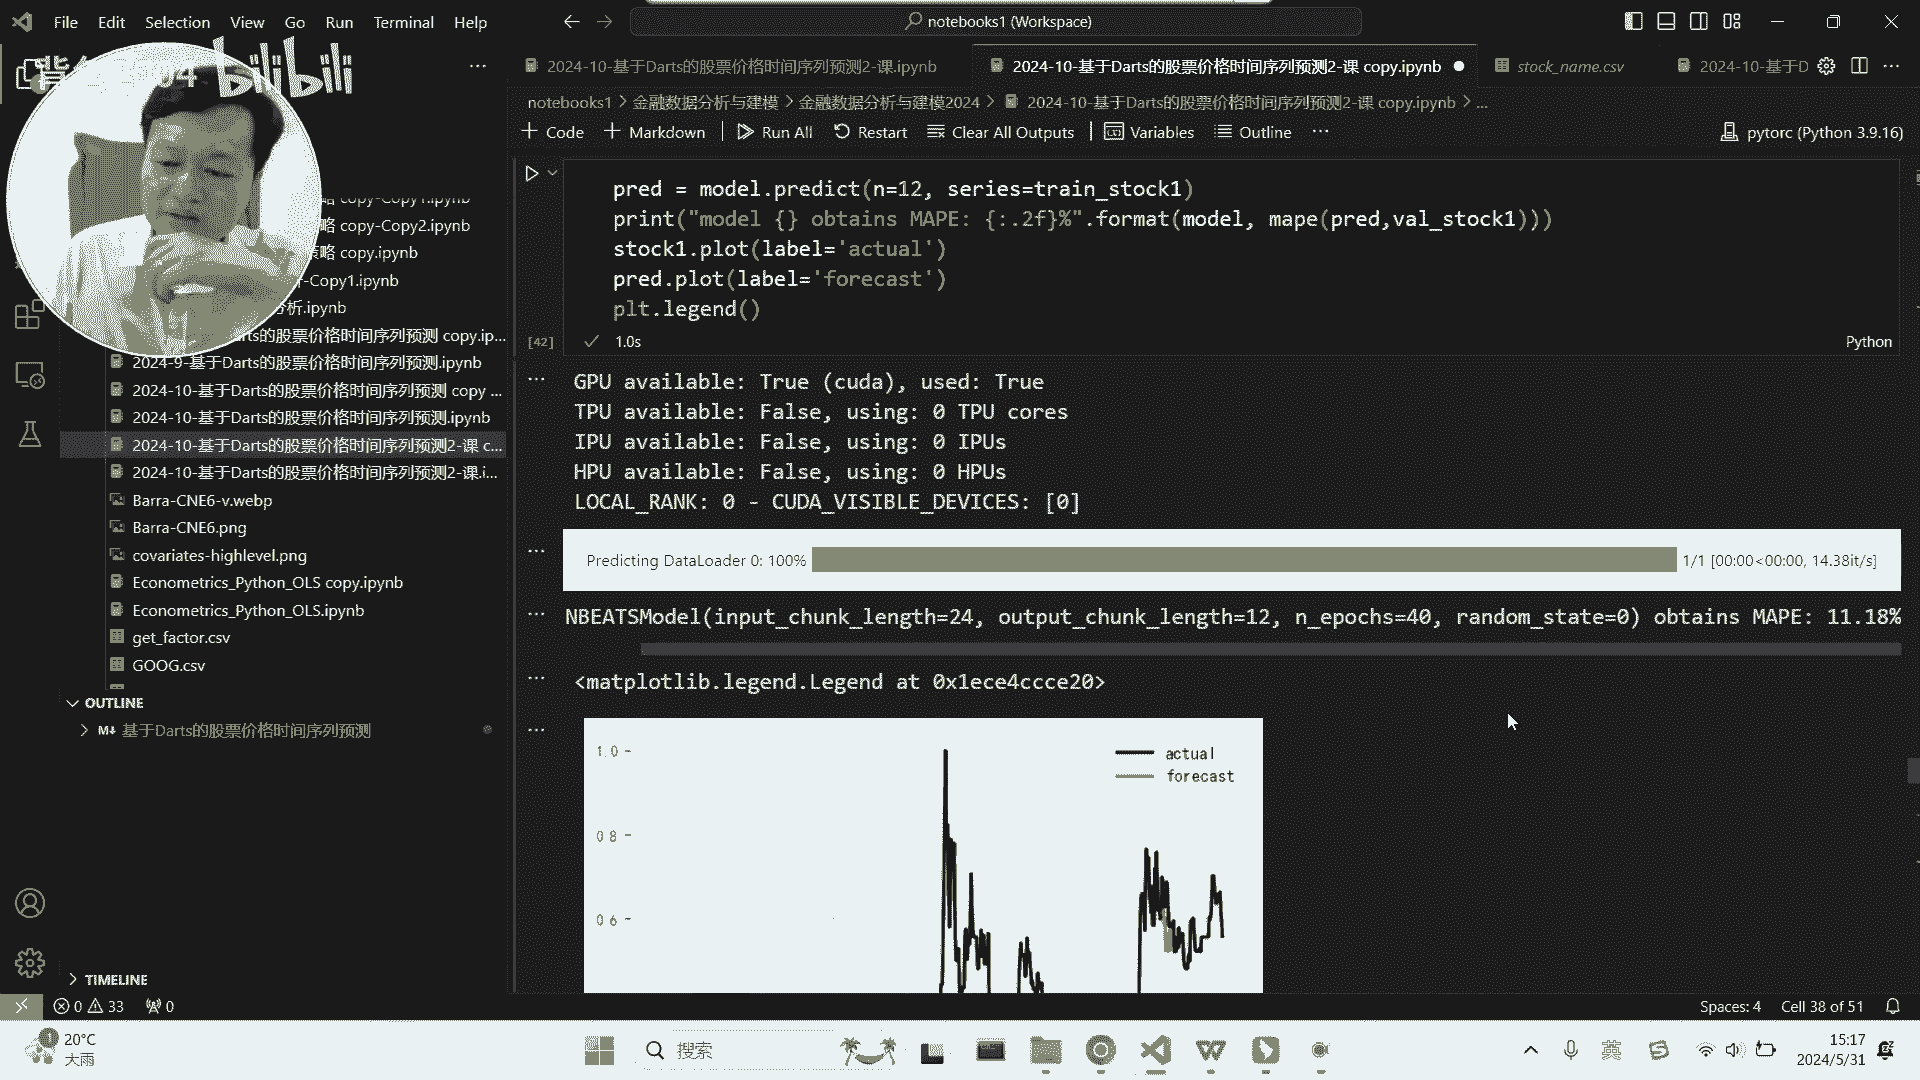 File Edit Selection View Go Run Terminal Help
notebooks1 (Workspace)
bilibili
2024-10-基于Darts的股票价格时间序列预测2-课.ipynb
2024-10-基于Darts的股票价格时间序列预测2-课 copy.ipynb
stock_name.csv
2024-10-基于D
notebooks1 > 金融数据分析与建模 > 金融数据分析与建模2024 > 2024-10-基于Darts的股票价格时间序列预测2-课 copy.ipynb > ...
+ Code + Markdown Run All Restart Clear All Outputs Variables Outline ...
pytorc (Python 3.9.16)
略 copy-Copy1.ipynb
略 copy-Copy2.ipynb
策略 copy.ipynb
-Copy1.ipynb
分析.ipynb
rts的股票价格时间序列预测 copy.ip...
2024-9-基于Darts的股票价格时间序列预测.ipynb
2024-10-基于Darts的股票价格时间序列预测 copy ...
2024-10-基于Darts的股票价格时间序列预测.ipynb
2024-10-基于Darts的股票价格时间序列预测2-课 c...
2024-10-基于Darts的股票价格时间序列预测2-课.i...
Barra-CNE6-v.webp
Barra-CNE6.png
covariates-highlevel.png
Econometrics_Python_OLS copy.ipynb
Econometrics_Python_OLS.ipynb
get_factor.csv
GOOG.csv
OUTLINE
M↓ 基于Darts的股票价格时间序列预测
TIMELINE
pred = model.predict(n=12, series=train_stock1)
print("model {} obtains MAPE: {:.2f}%".format(model, mape(pred,val_stock1)))
stock1.plot(label='actual')
pred.plot(label='forecast')
plt.legend()
[42] 1.0s Python
GPU available: True (cuda), used: True
TPU available: False, using: 0 TPU cores
IPU available: False, using: 0 IPUs
HPU available: False, using: 0 HPUs
LOCAL_RANK: 0 - CUDA_VISIBLE_DEVICES: [0]
Predicting DataLoader 0: 100% 1/1 [00:00<00:00, 14.38it/s]
NBEATSModel(input_chunk_length=24, output_chunk_length=12, n_epochs=40, random_state=0) obtains MAPE: 11.18%
<matplotlib.legend.Legend at 0x1ece4ccce20>
1.0
actual
forecast
0 8
0 6
0 33 0
Spaces: 4 Cell 38 of 51
20°C
大雨
搜索
英
15:17
2024/5/31